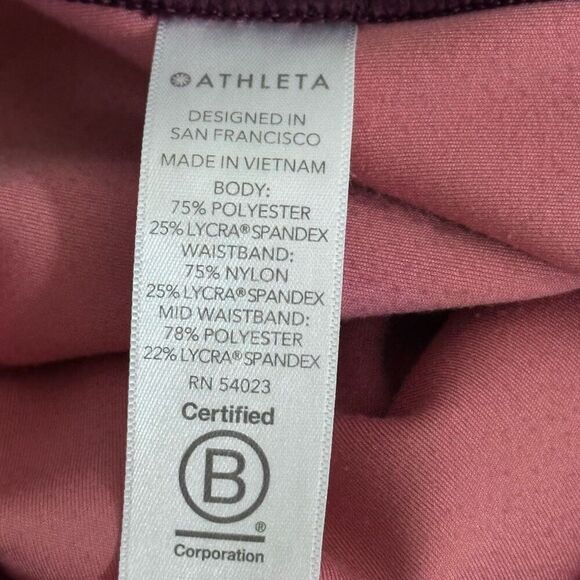 ATHLETA
DESIGNED IN
SAN FRANCISCO
MADE IN VIETNAM
BODY:
75% POLYESTER
25% LYCRA® SPANDEX
WAISTBAND:
75% NYLON
25% LYCRA® SPANDEX
MID WAISTBAND:
78% POLYESTER
22% LYCRA® SPANDEX
RN 54023
Certified
B
®
Corporation